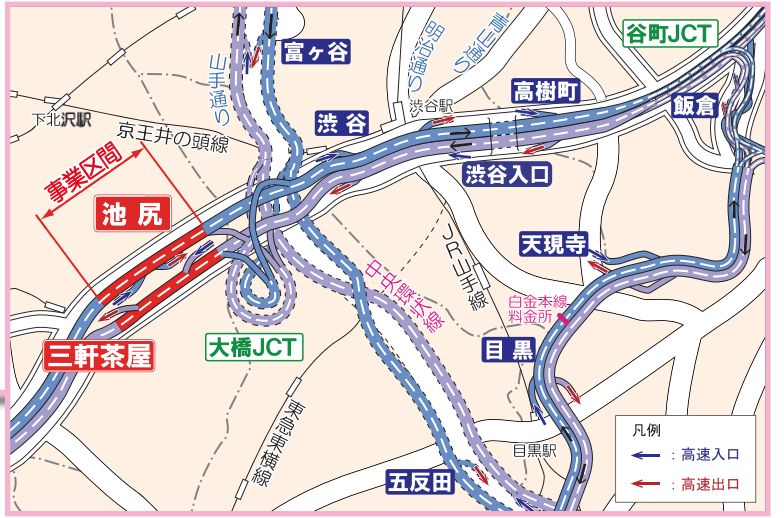 谷町JCT
富ヶ谷
明治通り
青山通り
山手通り
高樹町
飯倉
下北沢駅
渋谷駅
渋谷
京王井の頭線
事業区間
渋谷入口
池尻
JR山手線
天現寺
中央環状線
白金本線
料金所
大橋JCT
目黒
三軒茶屋
東急東横線
目黒駅
五反田
凡例
：高速入口
：高速出口